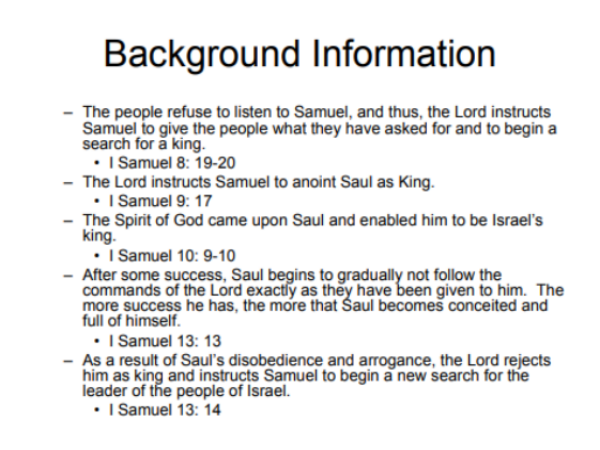 Background Information
– The people refuse to listen to Samuel, and thus, the Lord instructs
Samuel to give the people what they have asked for and to begin a
search for a king.
• I Samuel 8: 19-20
– The Lord instructs Samuel to anoint Saul as King.
• I Samuel 9: 17
– The Spirit of God came upon Saul and enabled him to be Israel's
king.
• I Samuel 10: 9-10
– After some success, Saul begins to gradually not follow the
commands of the Lord exactly as they have been given to him. The
more success he has, the more that Saul becomes conceited and
full of himself.
• I Samuel 13: 13
– As a result of Saul's disobedience and arrogance, the Lord rejects
him as king and instructs Samuel to begin a new search for the
leader of the people of Israel.
• I Samuel 13: 14